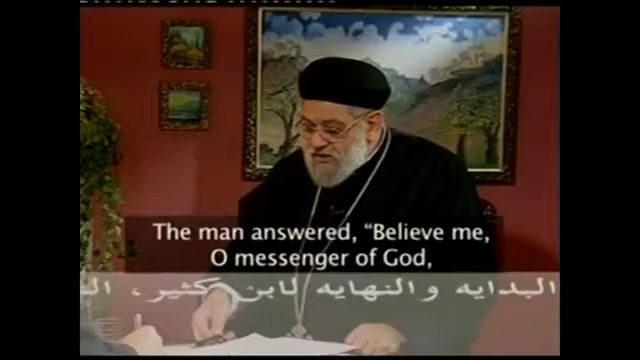 The man answered, “Believe me,
O messenger of God,
البدايه والنهايه لابن كثير،